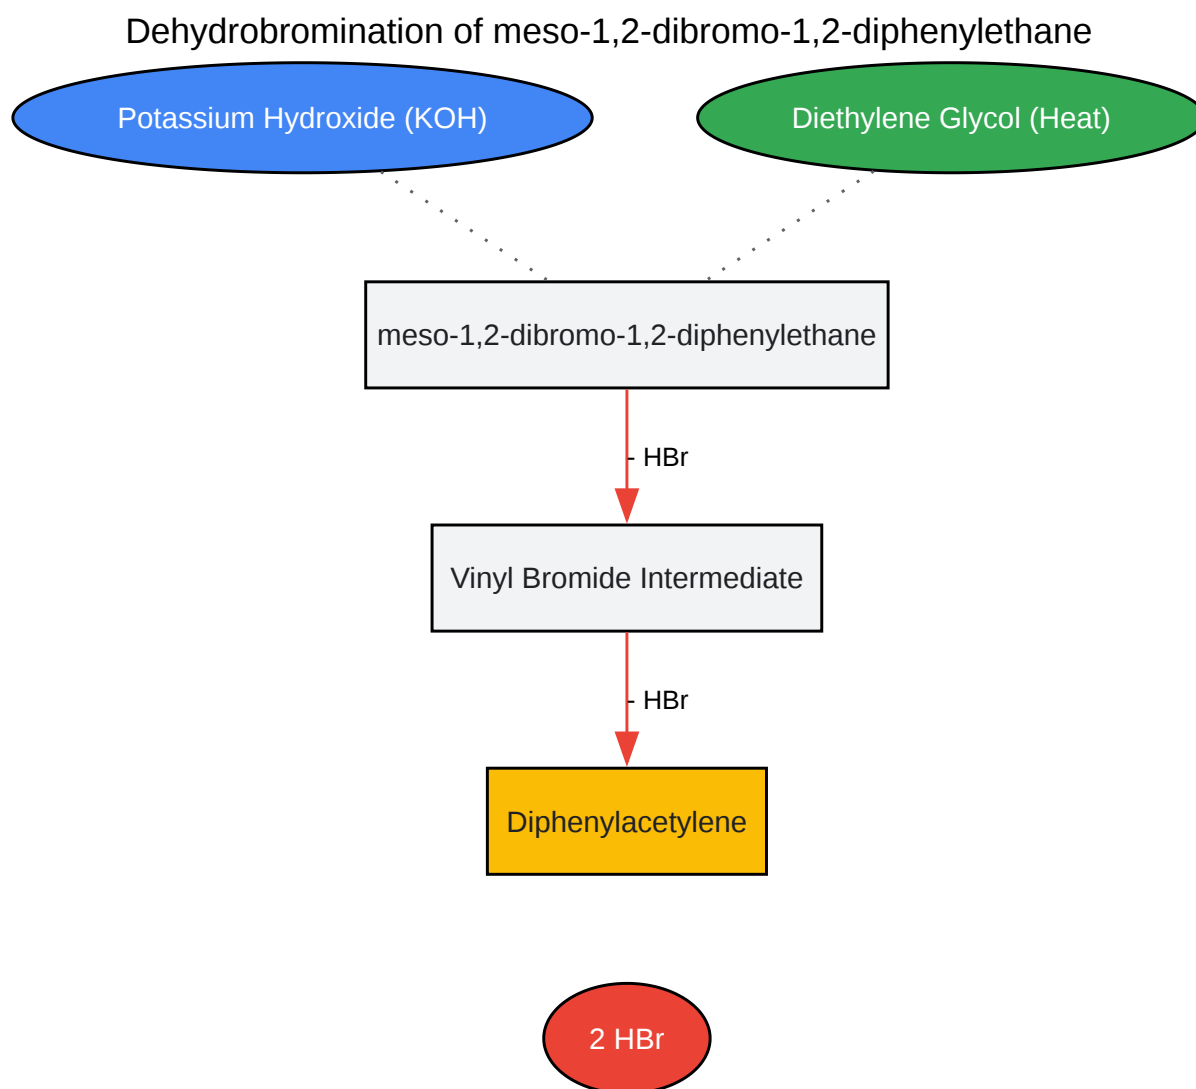 Dehydrobromination of meso-1,2-dibromo-1,2-diphenylethane
Potassium Hydroxide (KOH)
Diethylene Glycol (Heat)
meso-1,2-dibromo-1,2-diphenylethane
- HBr
Vinyl Bromide Intermediate
- HBr
Diphenylacetylene
2 HBr